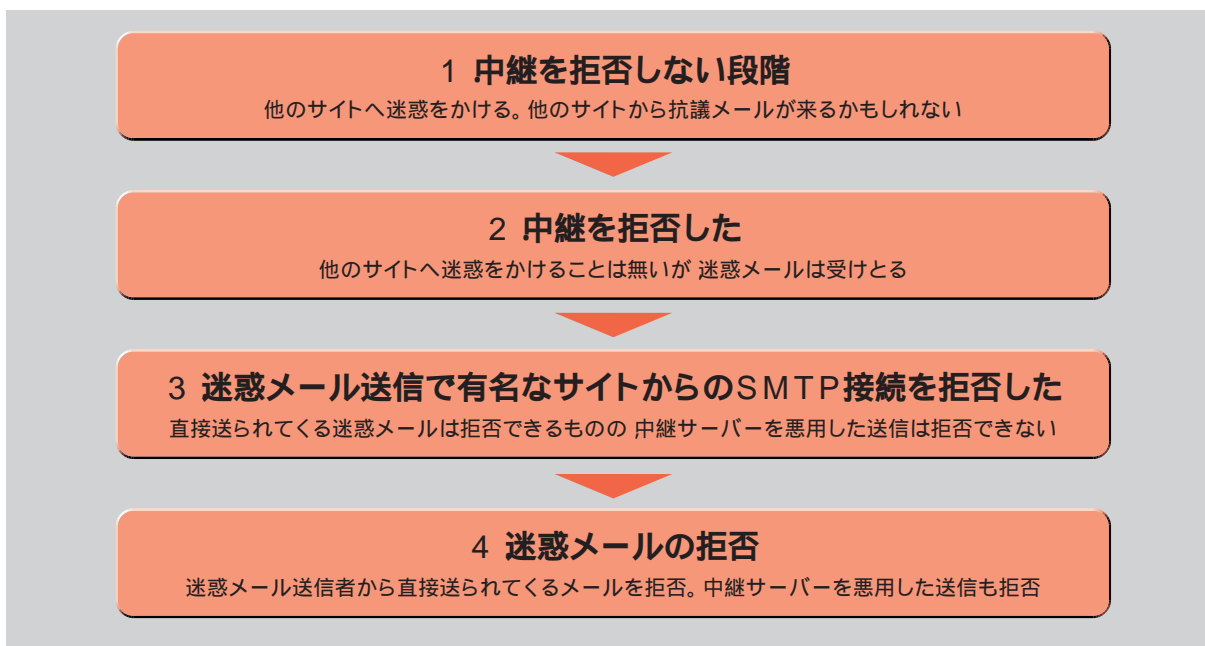 1 中継を拒否しない段階
他のサイトへ迷惑をかける。他のサイトから抗議メールが来るかもしれない
2 中継を拒否した
他のサイトへ迷惑をかけることは無いが 迷惑メールは受けとる
3 迷惑メール送信で有名なサイトからのSMTP接続を拒否した
直接送られてくる迷惑メールは拒否できるものの 中継サーバーを悪用した送信は拒否できない
4 迷惑メールの拒否
迷惑メール送信者から直接送られてくるメールを拒否。中継サーバーを悪用した送信も拒否